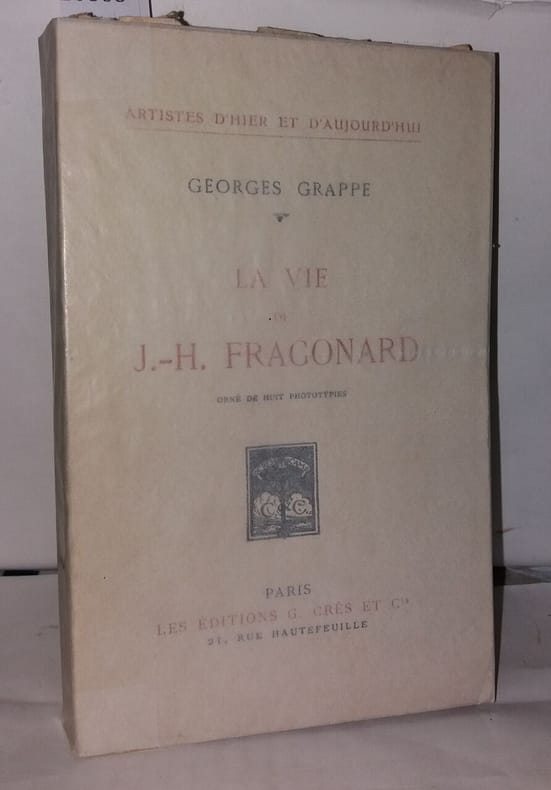 ARTISTES D'HIER ET D'AUJOURD'HUI
GEORGES GRAPPE
LA VIE
DE
J.-H. FRAGONARD
ORNÉ DE HUIT PHOTOTYPIES
C & C
PARIS
LES ÉDITIONS G. CRÈS ET Cie
21, RUE HAUTEFEUILLE